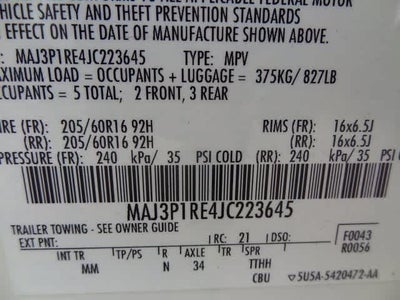 VEHICLE SAFETY AND THEFT PREVENTION STANDARDS
EFFECT ON THE DATE OF MANUFACTURE SHOWN ABOVE.
MAJ3P1RE4JC223645 TYPE: MPV
MAXIMUM LOAD = OCCUPANTS + LUGGAGE = 375KG/ 827LB
OCCUPANTS = 5 TOTAL; 2 FRONT, 3 REAR
(FR): 205/60R16 92H RIMS (FR): 16x6.5J
(RR): 205/60R16 92H (RR): 16x6.5J
PRESSURE (FR): 240 kPa/ 35 PSI COLD (RR): 240 kPa/ 35 PSI
MAJ3P1RE4JC223645
TRAILER TOWING - SEE OWNER GUIDE
EXT PNT: RC: 21 DSO: F0043
R0056
INT TR TP/PS R AXLE TR SPR
MM N 34 TTHH
CBU 5U5A-5420472-AA